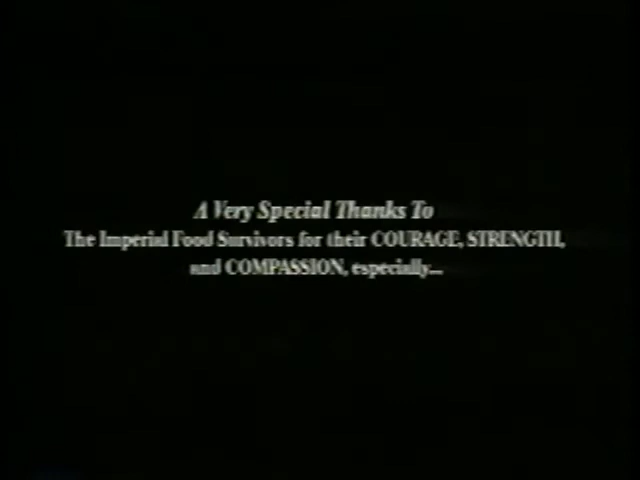 A Very Special Thanks To
The Imperial Food Survivors for their COURAGE, STRENGTH,
and COMPASSION, especially...